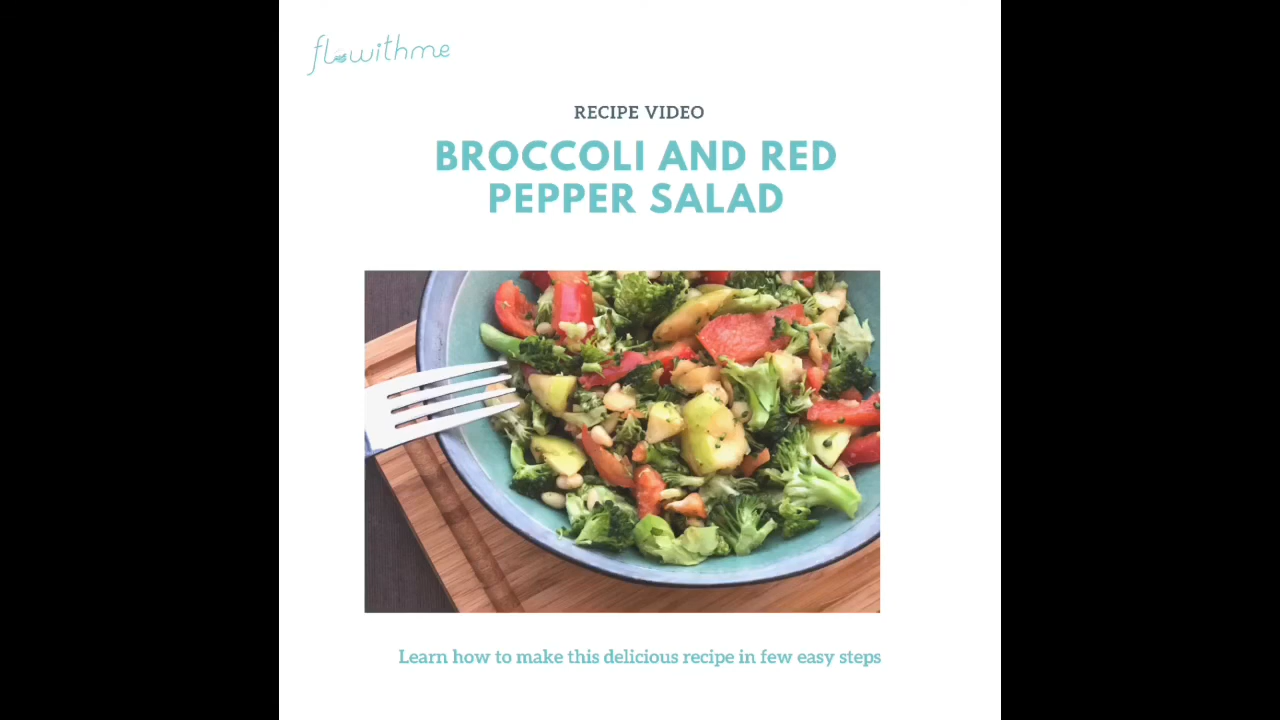 flowithme
RECIPE VIDEO
BROCCOLI AND RED
PEPPER SALAD
Learn how to make this delicious recipe in few easy steps